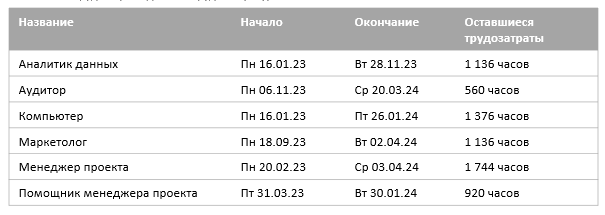 Название Начало Окончание Оставшиеся
трудозатраты
Аналитик данных Пн 16.01.23 Вт 28.11.23 1 136 часов
Аудитор Пн 06.11.23 Ср 20.03.24 560 часов
Компьютер Пн 16.01.23 Пт 26.01.24 1 376 часов
Маркетолог Пн 18.09.23 Вт 02.04.24 1 136 часов
Менеджер проекта Пн 20.02.23 Ср 03.04.24 1 744 часов
Помощник менеджера проекта Пт 31.03.23 Вт 30.01.24 920 часов